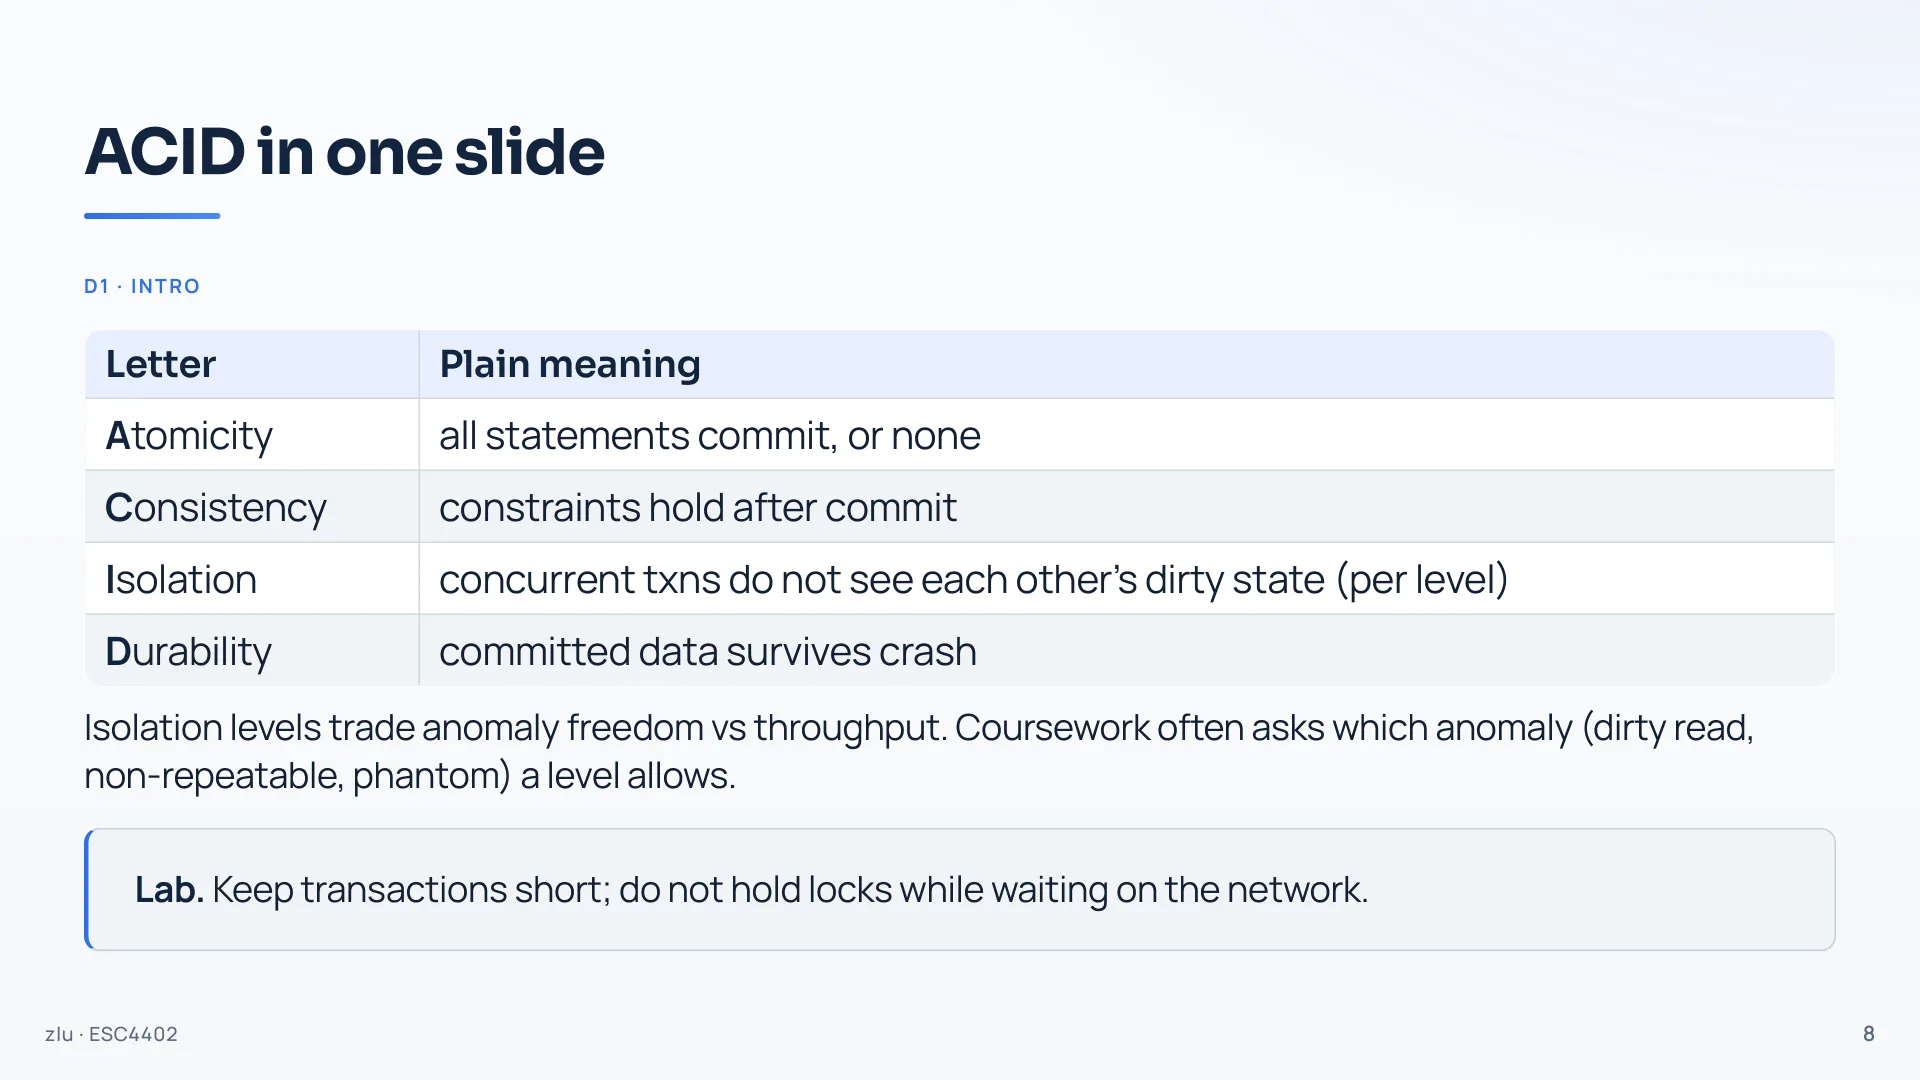 ACID in one slide
D1 · INTRO
Letter Plain meaning
Atomicity all statements commit, or none
Consistency constraints hold after commit
Isolation concurrent txns do not see each other’s dirty state (per level)
Durability committed data survives crash
Isolation levels trade anomaly freedom vs throughput. Coursework often asks which anomaly (dirty read,
non-repeatable, phantom) a level allows.
Lab. Keep transactions short; do not hold locks while waiting on the network.
zlu · ESC4402
8